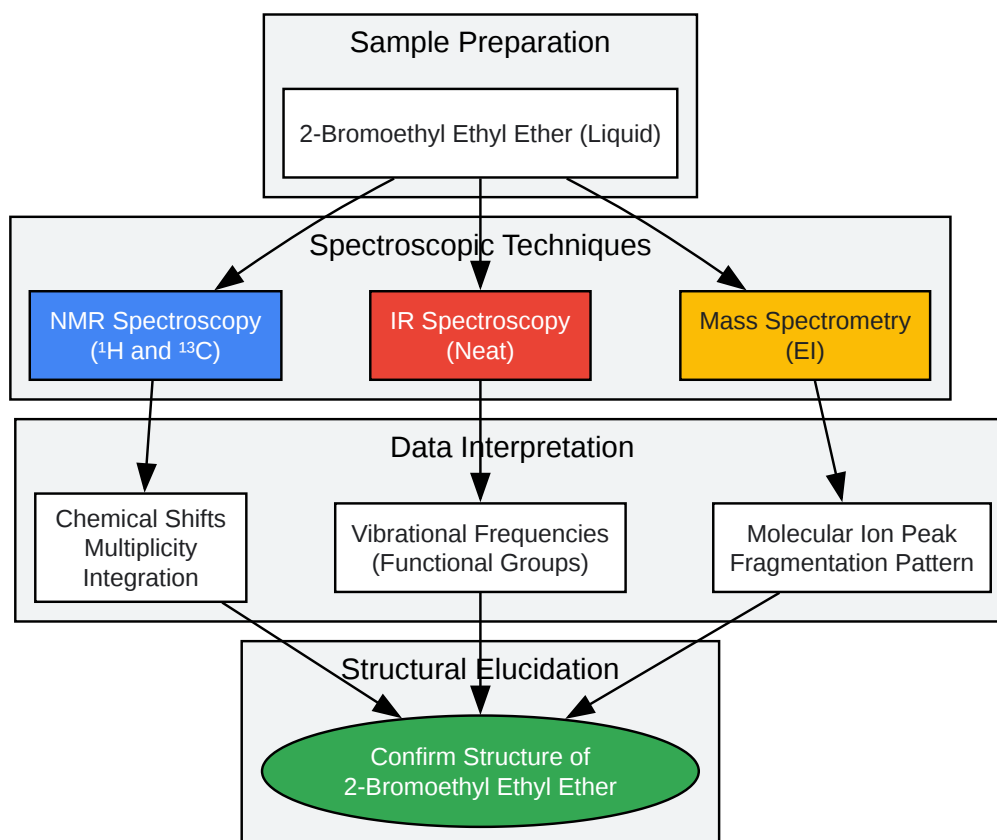 Sample Preparation
2-Bromoethyl Ethyl Ether (Liquid)
Spectroscopic Techniques
NMR Spectroscopy
(¹H and ¹³C)
IR Spectroscopy
(Neat)
Mass Spectrometry
(EI)
Data Interpretation
Chemical Shifts
Multiplicity
Integration
Vibrational Frequencies
(Functional Groups)
Molecular Ion Peak
Fragmentation Pattern
Structural Elucidation
Confirm Structure of
2-Bromoethyl Ethyl Ether